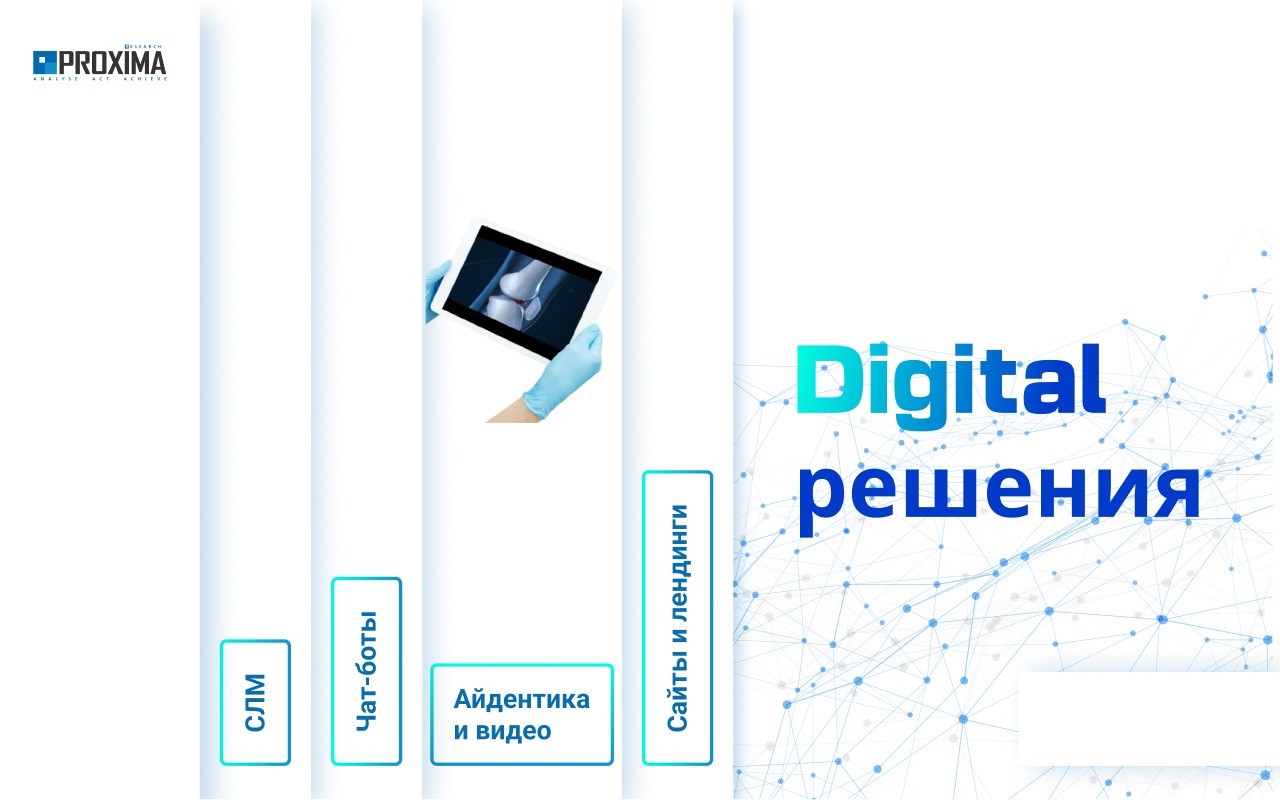 RESEARCH
PROXIMA
ANALYSE ACT ACHIEVE
СЛМ
Чат-боты
Айдентика
и видео
Сайты и лендинги
Digital
решения